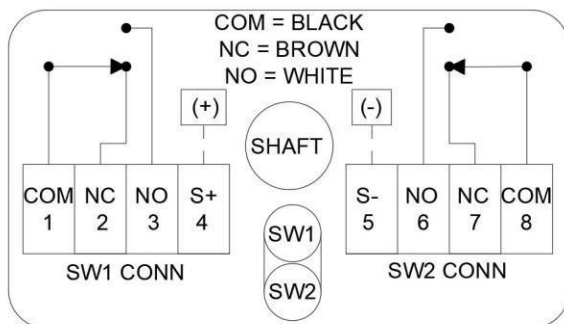 COM = BLACK
NC = BROWN
NO = WHITE
(+)
(-)
SHAFT
COM NC NO S+
1 2 3 4
S- NO NC COM
5 6 7 8
SW1 CONN
SW1
SW2
SW2 CONN